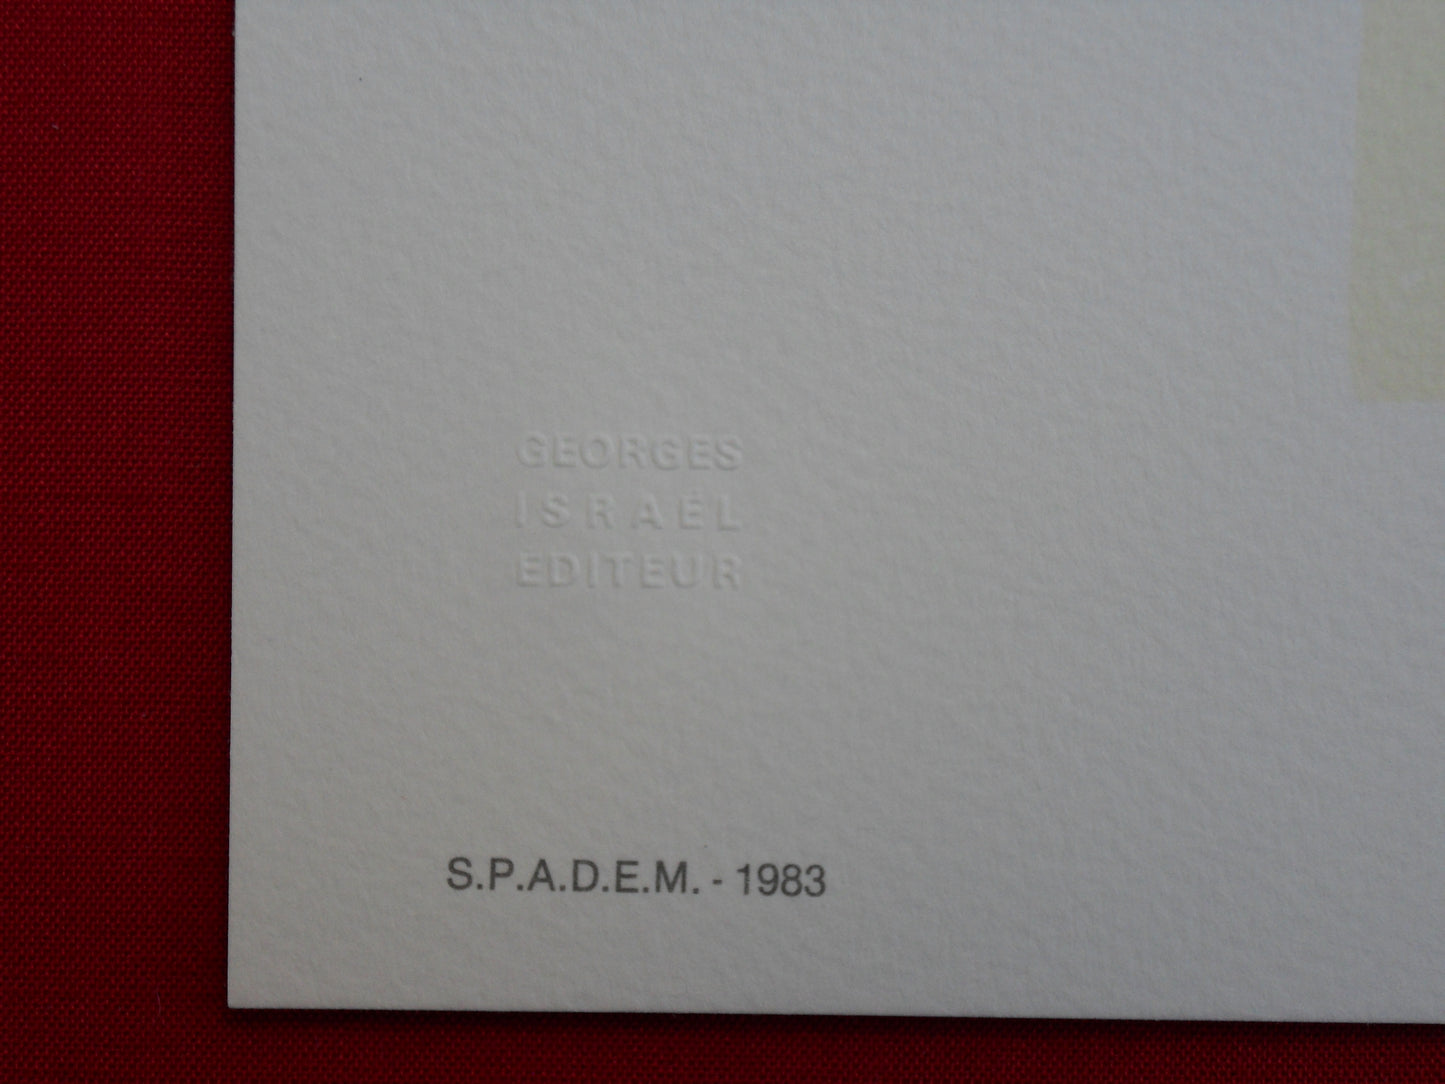 GEORGES
ISRAËL
EDITEUR
S.P.A.D.E.M. - 1983